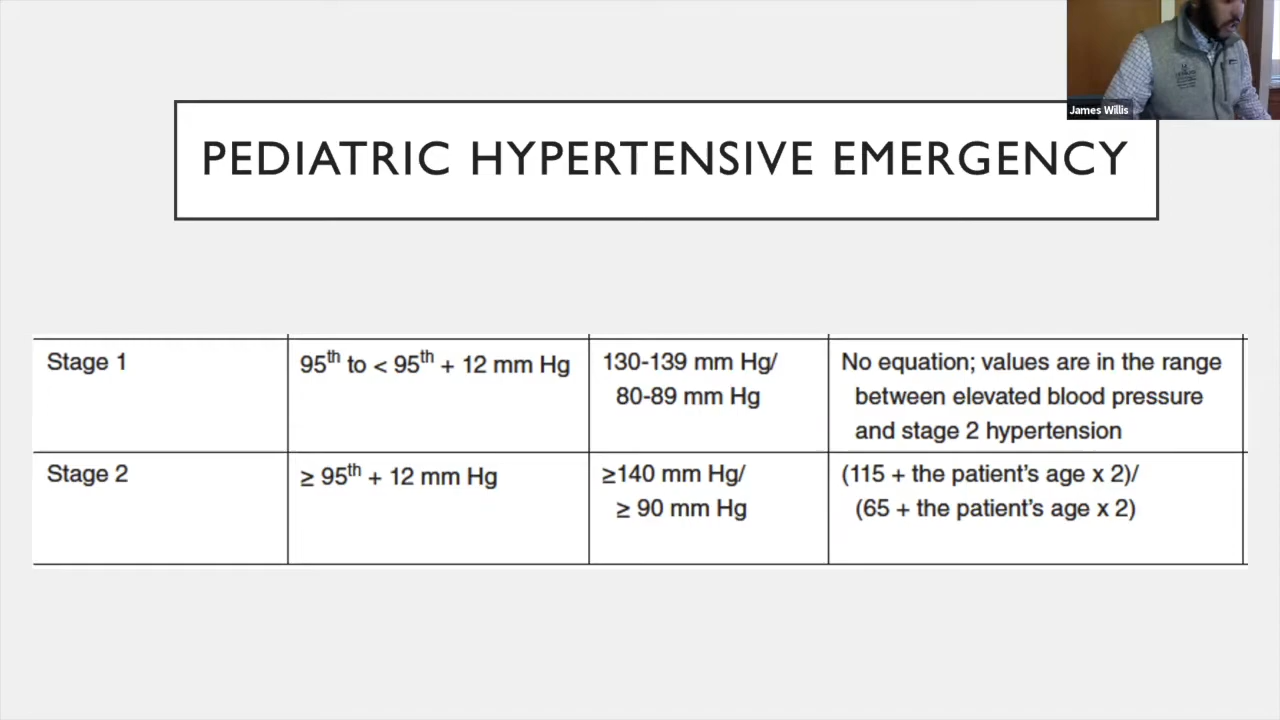 James Willis
PEDIATRIC HYPERTENSIVE EMERGENCY
Stage 1
95th to < 95th + 12 mm Hg
130-139 mm Hg/
80-89 mm Hg
No equation; values are in the range
between elevated blood pressure
and stage 2 hypertension
Stage 2
≥ 95th + 12 mm Hg
≥140 mm Hg/
≥ 90 mm Hg
(115 + the patient’s age x 2)/
(65 + the patient’s age x 2)